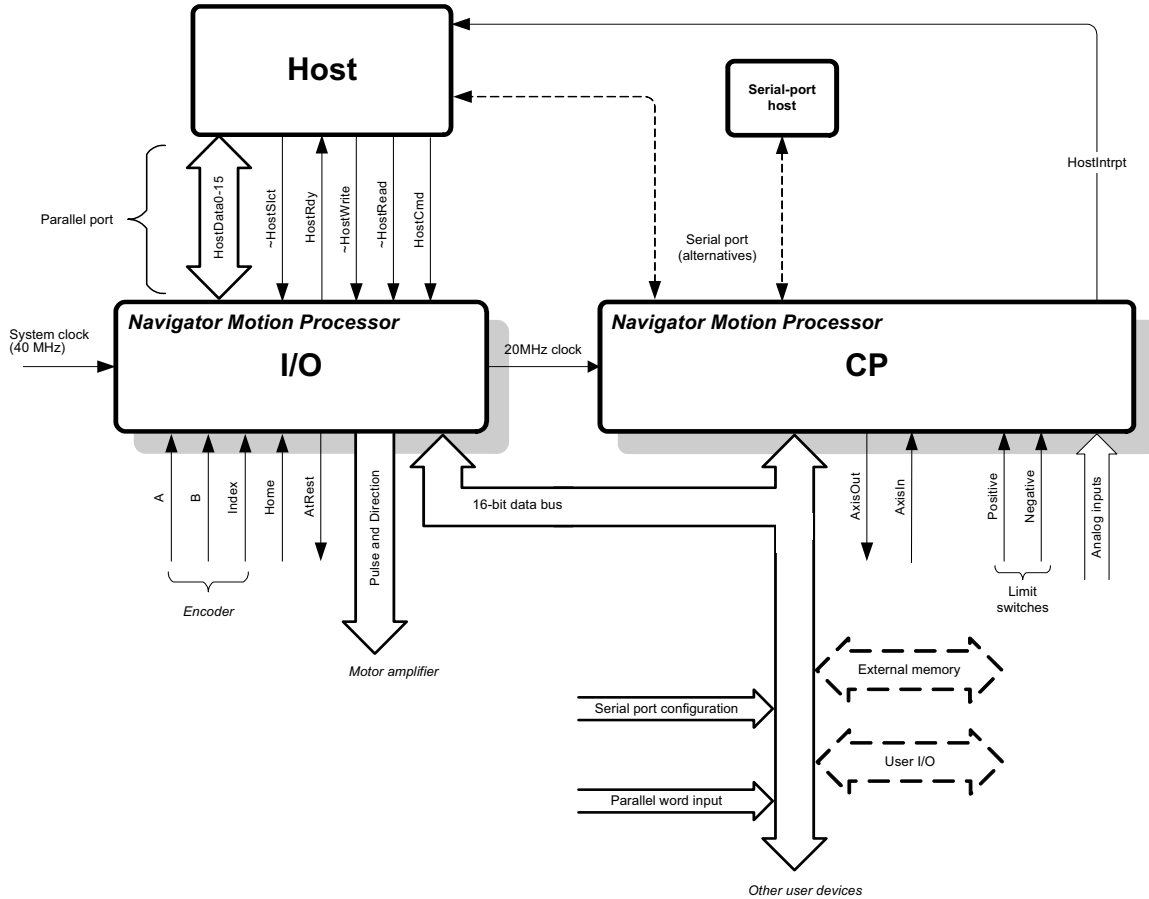 Host
Serial-port
host
HostIntrpt
Parallel port
HostData0-15
~HostSlct
HostRdy
~HostWrite
~HostRead
HostCmd
Serial port
(alternatives)
Navigator Motion Processor
I/O
Navigator Motion Processor
CP
System clock
(40 MHz)
20MHz clock
A
B
Index
Home
AtRest
Pulse and Direction
16-bit data bus
AxisOut
AxisIn
Positive
Negative
Analog inputs
Encoder
Limit
switches
Motor amplifier
External memory
Serial port configuration
User I/O
Parallel word input
Other user devices